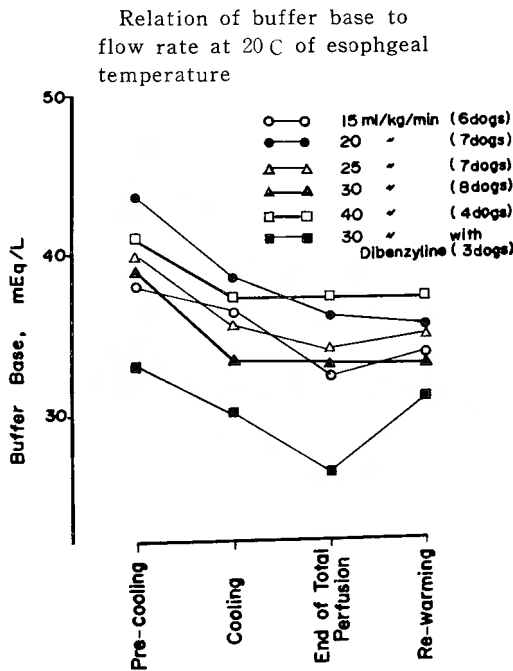 Relation of buffer base to
flow rate at 20 C of esophgeal
temperature
50
40
30
Buffer Base, mEq/L
15 ml/kg/min (6dogs)
20 〃 (7dogs)
25 〃 (7dogs)
30 〃 (8dogs)
40 〃 (4dogs)
30 〃 with
Dibenzyline (3dogs)
Pre-cooling
Cooling
End of Total
Perfusion
Re-warming